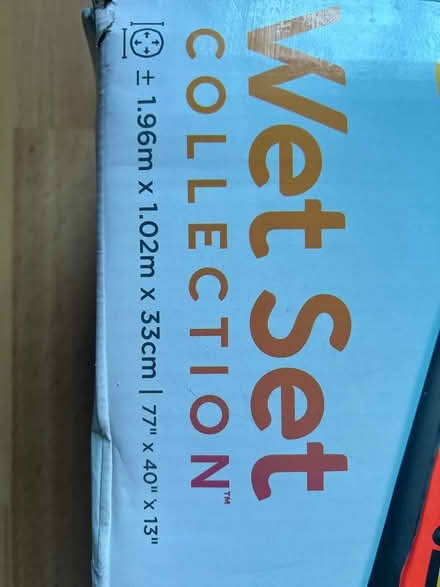 Wet Set
COLLECTION™
± 1.96m x 1.02m x 33cm | 77" x 40" x 13"